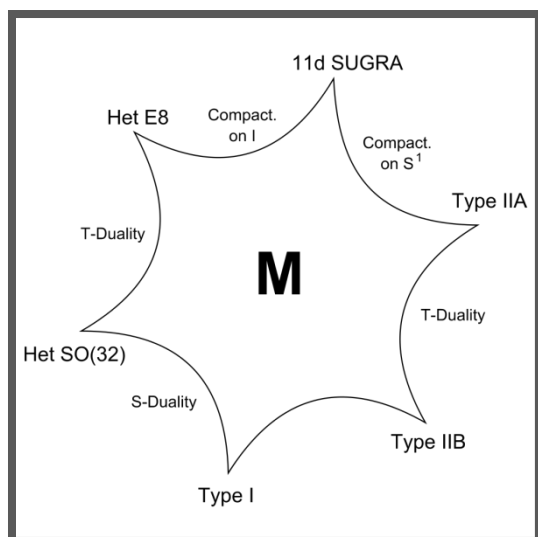 11d SUGRA
Het E8
Compact.
on I
Compact.
on S¹
Type IIA
T-Duality
M
T-Duality
Het SO(32)
S-Duality
Type IIB
Type I